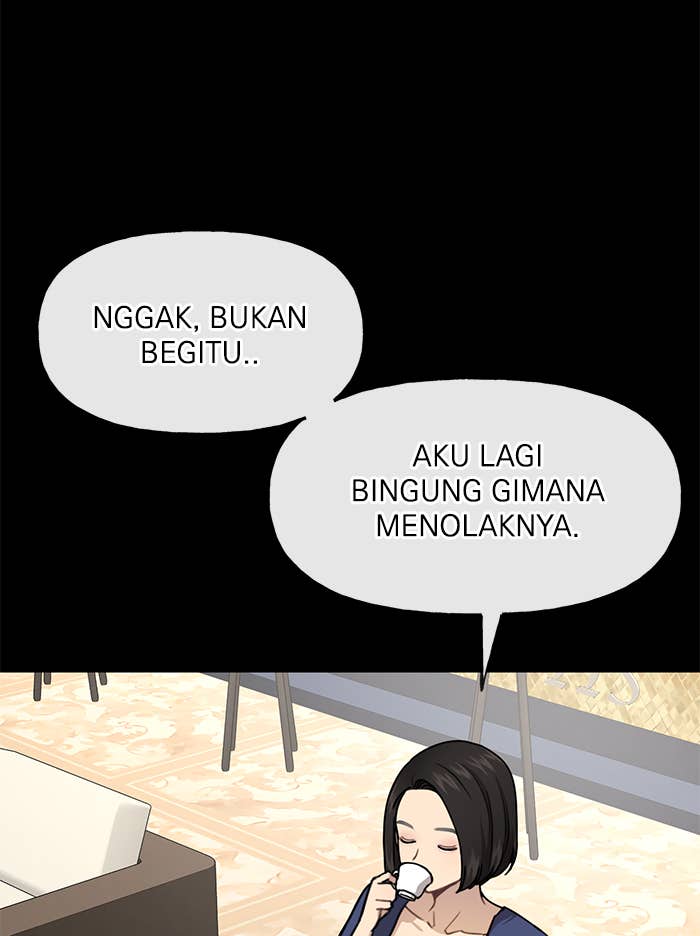 NGGAK, BUKAN
BEGITU..
AKU LAGI
BINGUNG GIMANA
MENOLAKNYA.